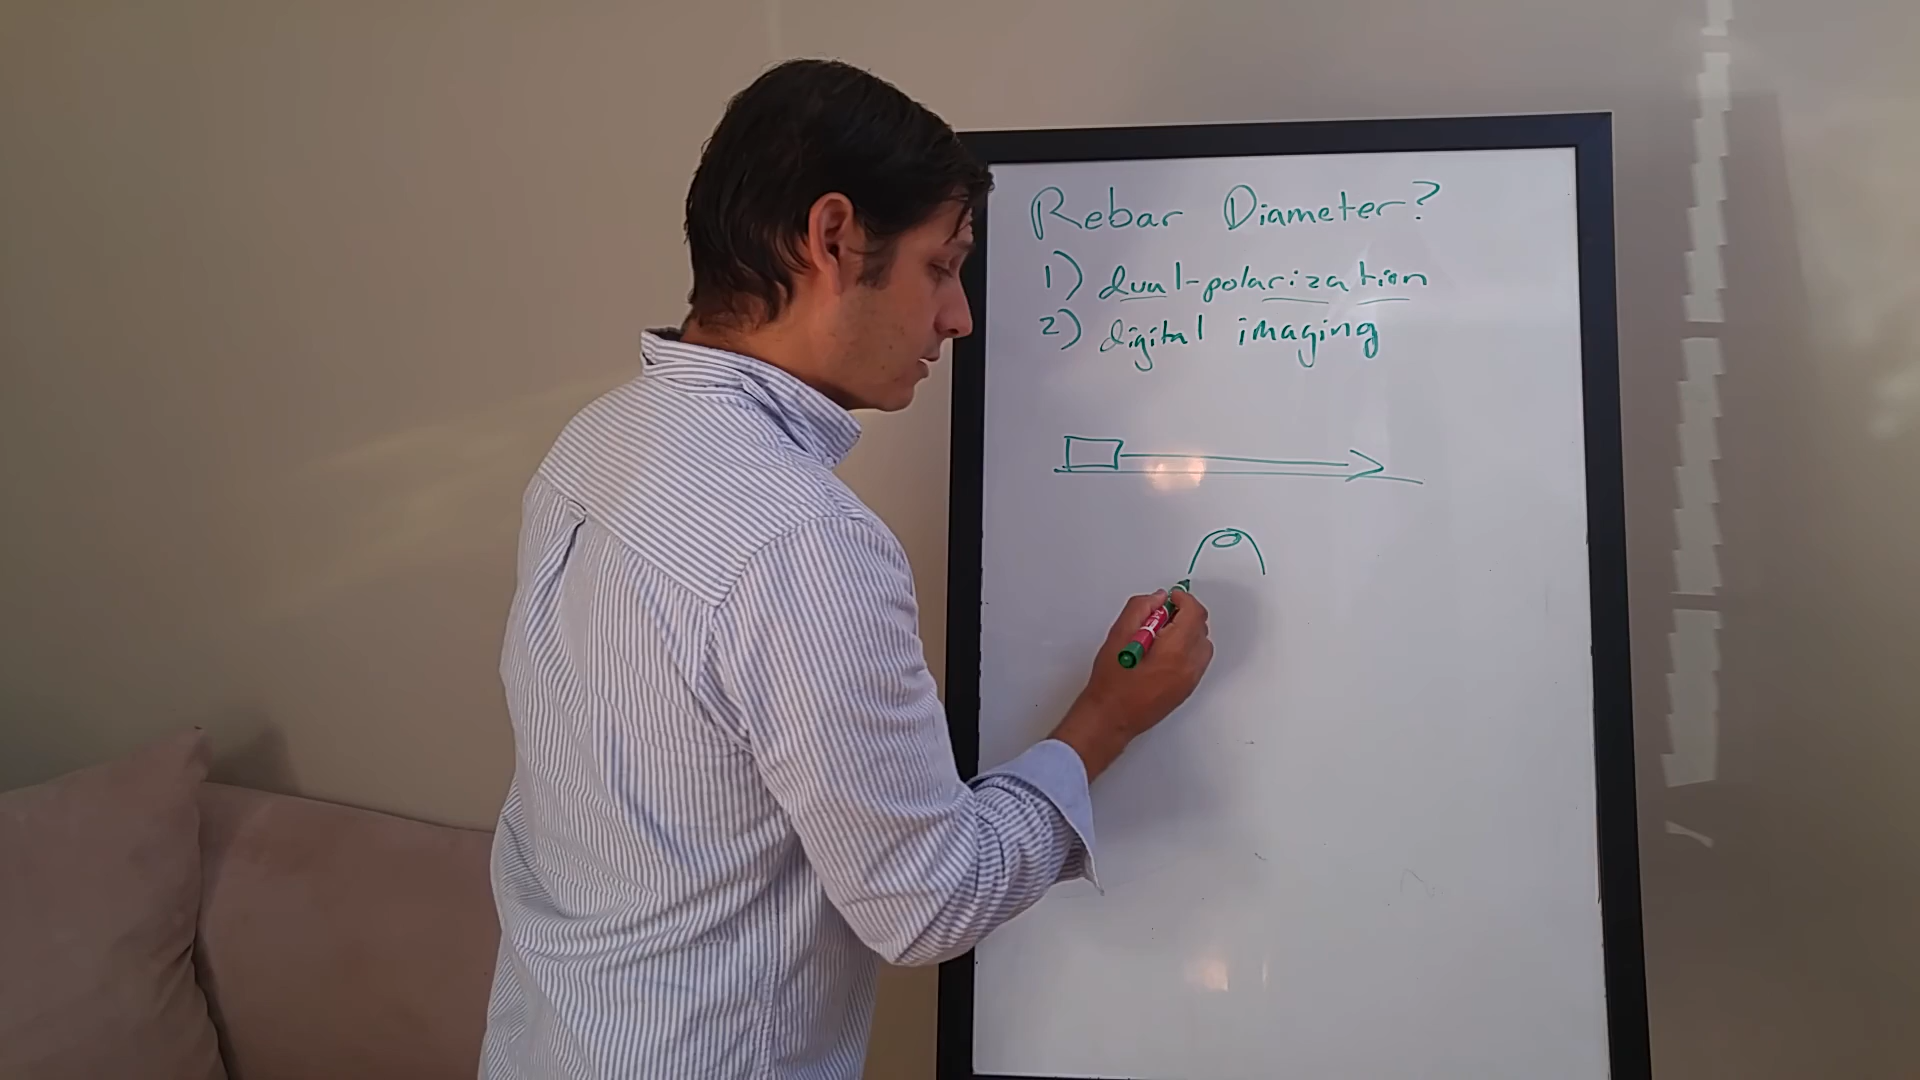 Rebar Diameter?
1) dual-polarization
2) digital imaging